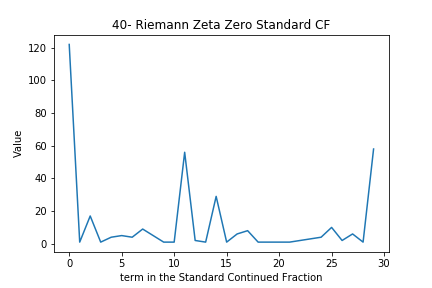 40- Riemann Zeta Zero Standard CF
Value
120
100
80
60
40
20
0
0 5 10 15 20 25 30
term in the Standard Continued Fraction